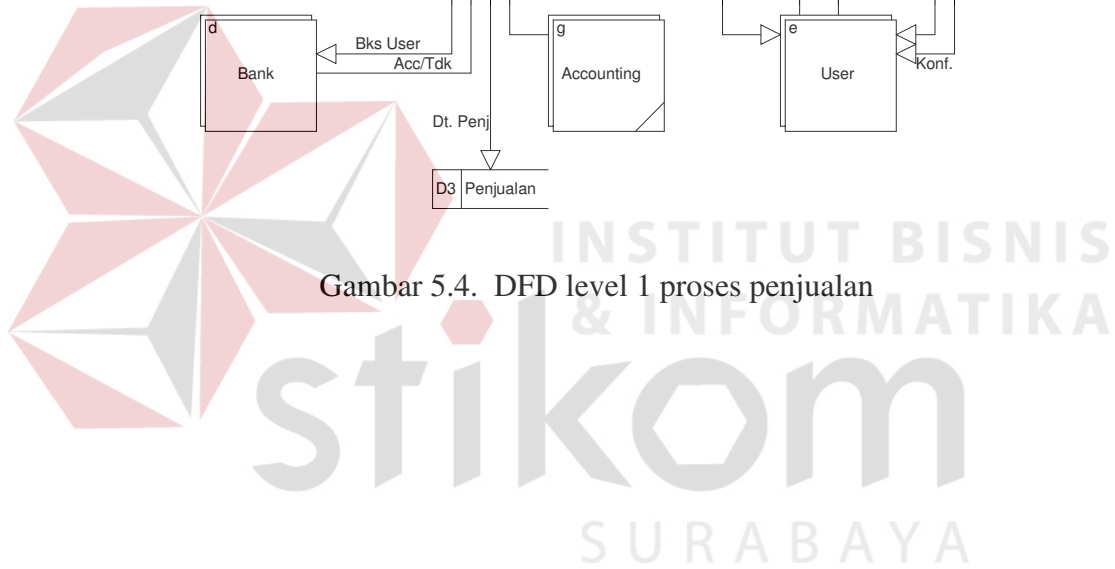 d
g
e
Bks User
Acc/Tdk
Bank
Accounting
User
Konf.
Dt. Penj
D3 Penjualan
INSTITUT BISNIS
Gambar 5.4. DFD level 1 proses penjualan
& INFORMATIKA
stikom
SURABAYA